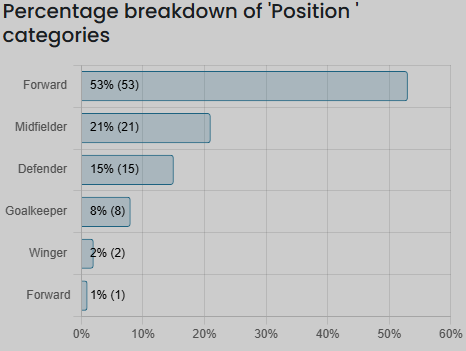 Percentage breakdown of 'Position '
categories
Forward 53% (53)
Midfielder 21% (21)
Defender 15% (15)
Goalkeeper 8% (8)
Winger 2% (2)
Forward 1% (1)
0% 10% 20% 30% 40% 50% 60%